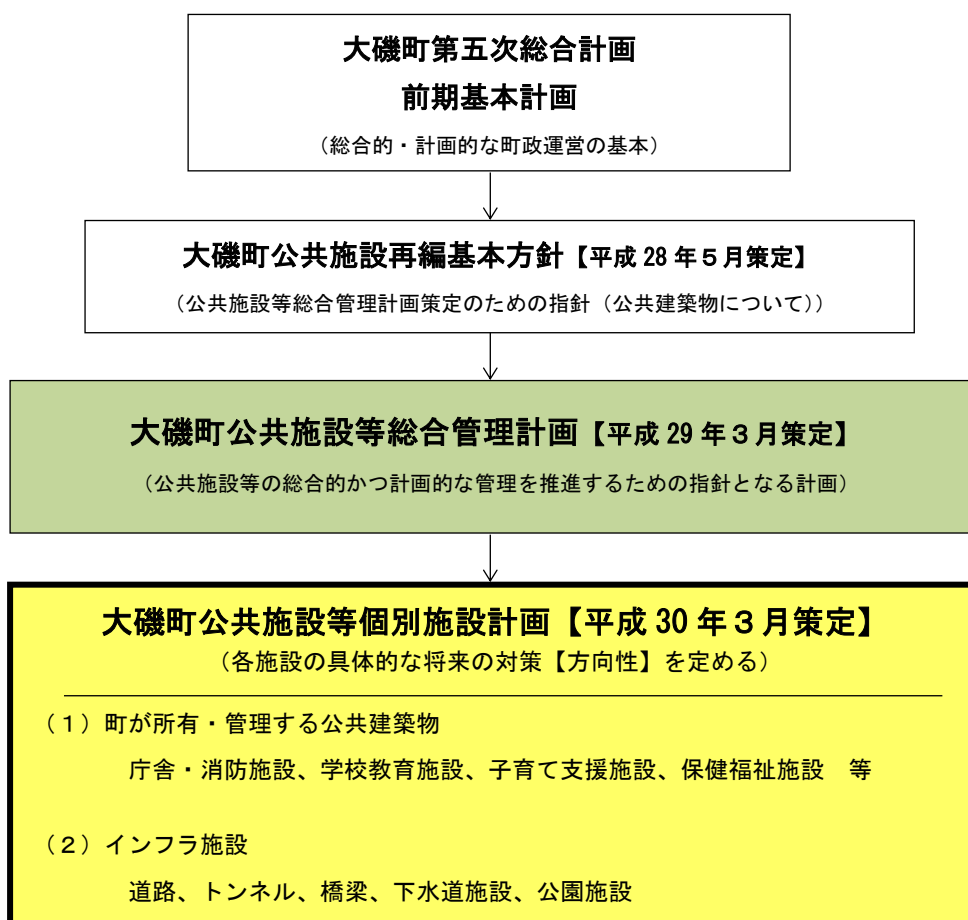 大磯町第五次総合計画
前期基本計画
（総合的・計画的な町政運営の基本）
大磯町公共施設再編基本方針【平成28年５月策定】
（公共施設等総合管理計画策定のための指針（公共建築物について））
大磯町公共施設等総合管理計画【平成29年３月策定】
（公共施設等の総合的かつ計画的な管理を推進するための指針となる計画）
大磯町公共施設等個別施設計画【平成30年３月策定】
（各施設の具体的な将来の対策【方向性】を定める）
（１）町が所有・管理する公共建築物
庁舎・消防施設、学校教育施設、子育て支援施設、保健福祉施設　等
（２）インフラ施設
道路、トンネル、橋梁、下水道施設、公園施設